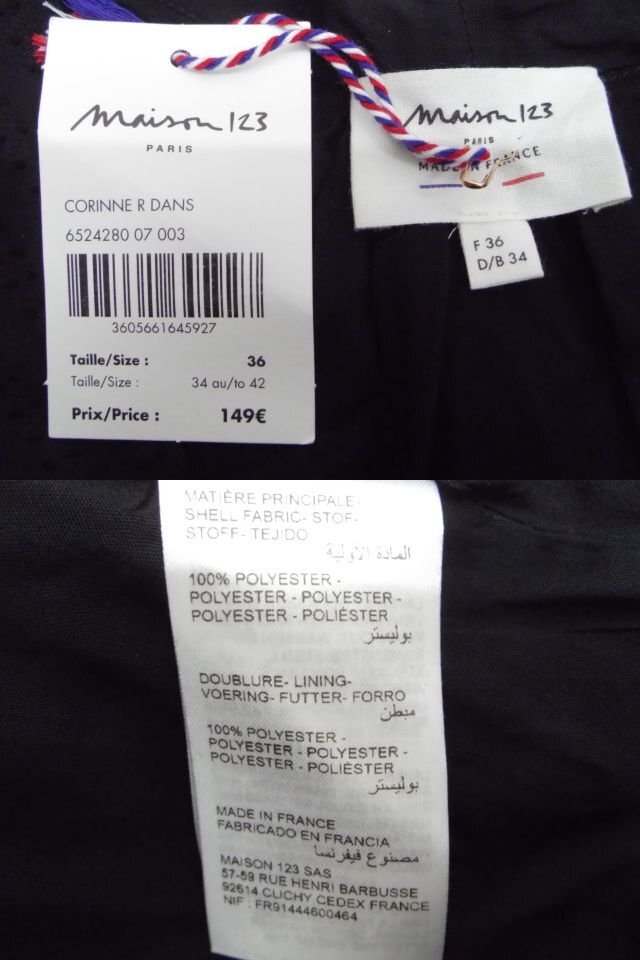 Maison 123
PARIS
CORINNE R DANS
6524280 07 003
3605661645927
Taille/Size : 36
Taille/Size : 34 au/to 42
Prix/Price : 149€
Maison 123
PARIS
MADE IN FRANCE
F 36
D/B 34
MATIÈRE PRINCIPALE-
SHELL FABRIC- STOF-
STOFF- TEJIDO
المادة الأولية
100% POLYESTER -
POLYESTER - POLYESTER -
POLYESTER - POLIÉSTER
بوليستر
DOUBLURE- LINING-
VOERING- FUTTER- FORRO
مبطن
100% POLYESTER -
POLYESTER - POLYESTER -
POLYESTER - POLIÉSTER
بوليستر
MADE IN FRANCE
FABRICADO EN FRANCIA
مصنوع فيفرنسا
MAISON 123 SAS
57-59 RUE HENRI BARBUSSE
92614 CLICHY CEDEX FRANCE
NIF : FR91444600464